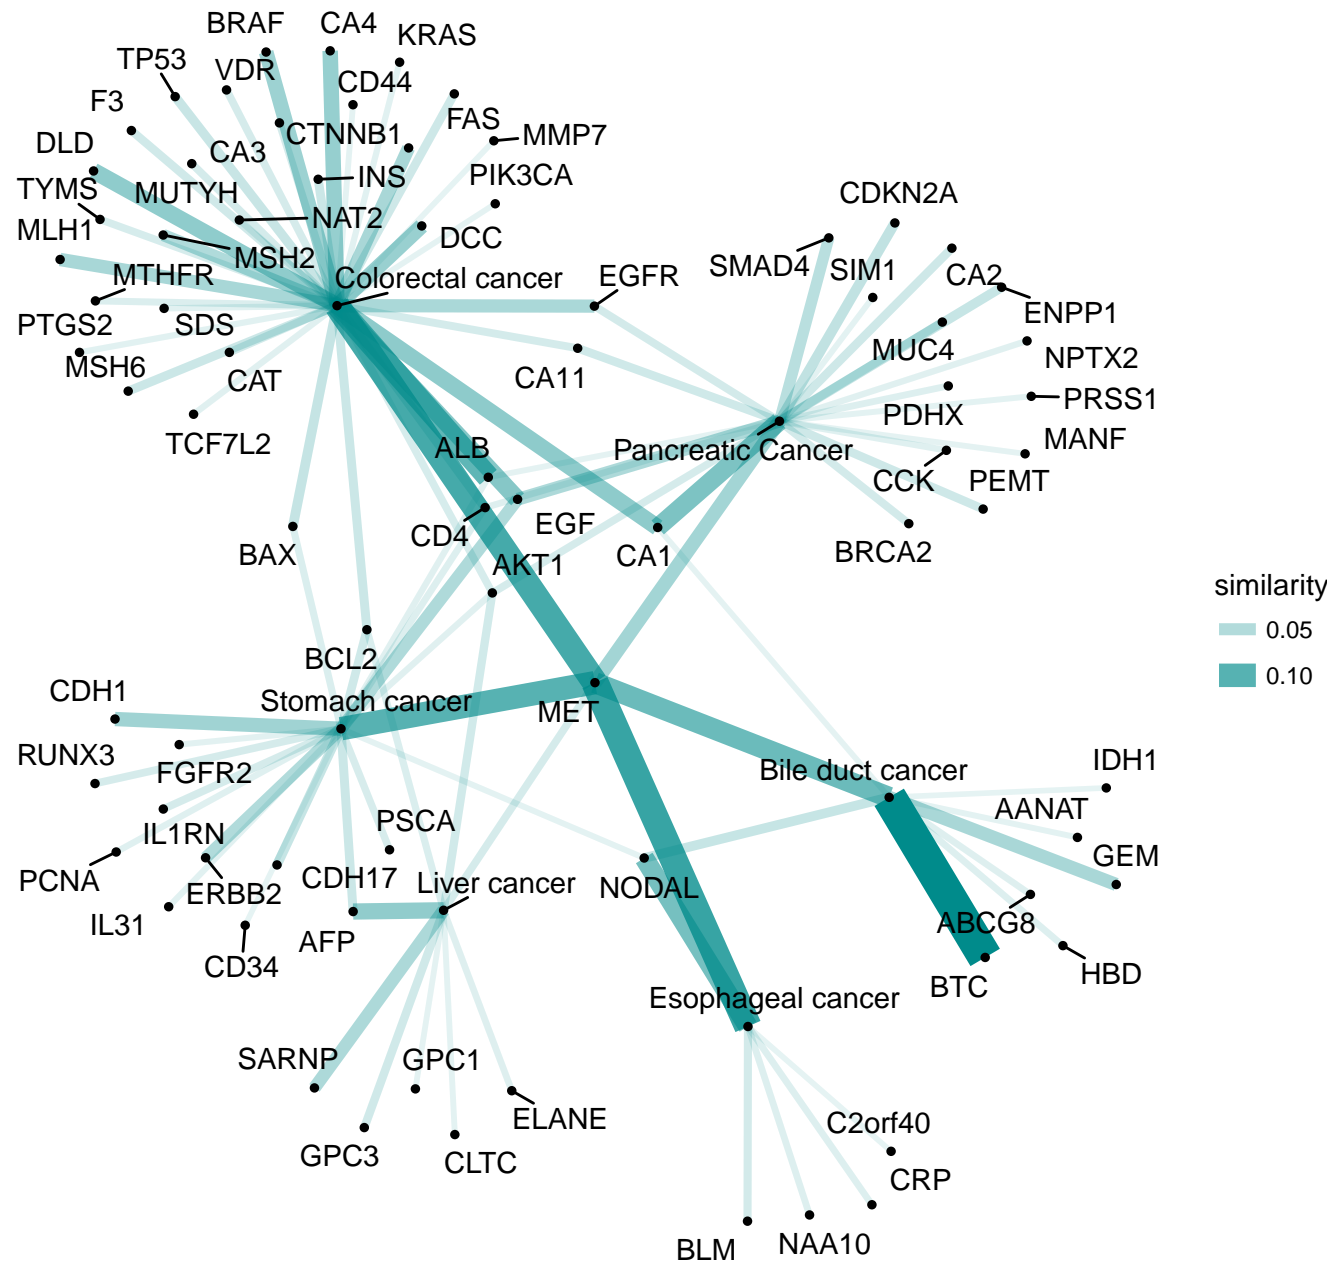 BRAF
CA4
KRAS
TP53
VDR
CD44
F3
FAS
CTNNB1
MMP7
DLD
CA3
INS
PIK3CA
TYMS
MUTYH
NAT2
CDKN2A
MLH1
MSH2
DCC
SMAD4
SIM1
CA2
MTHFR
Colorectal cancer
EGFR
ENPP1
PTGS2
SDS
MUC4
NPTX2
MSH6
CAT
CA11
PRSS1
PDHX
TCF7L2
ALB
Pancreatic Cancer
MANF
CCK
PEMT
CD4
EGF
BAX
AKT1
CA1
BRCA2
similarity
0.05
0.10
BCL2
CDH1
Stomach cancer
MET
RUNX3
FGFR2
Bile duct cancer
IDH1
IL1RN
PSCA
AANAT
GEM
PCNA
ERBB2
CDH17
Liver cancer
NODAL
IL31
AFP
ABCG8
CD34
BTC
HBD
Esophageal cancer
SARNP
GPC1
ELANE
C2orf40
GPC3
CLTC
CRP
BLM
NAA10